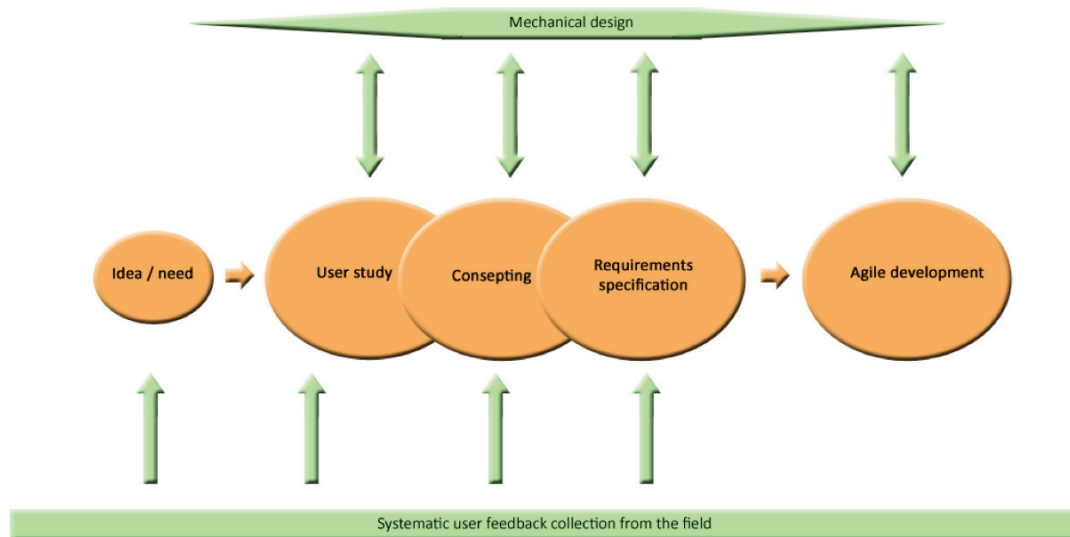 Mechanical design
Idea / need
User study
Consepting
Requirements
specification
Agile development
Systematic user feedback collection from the field